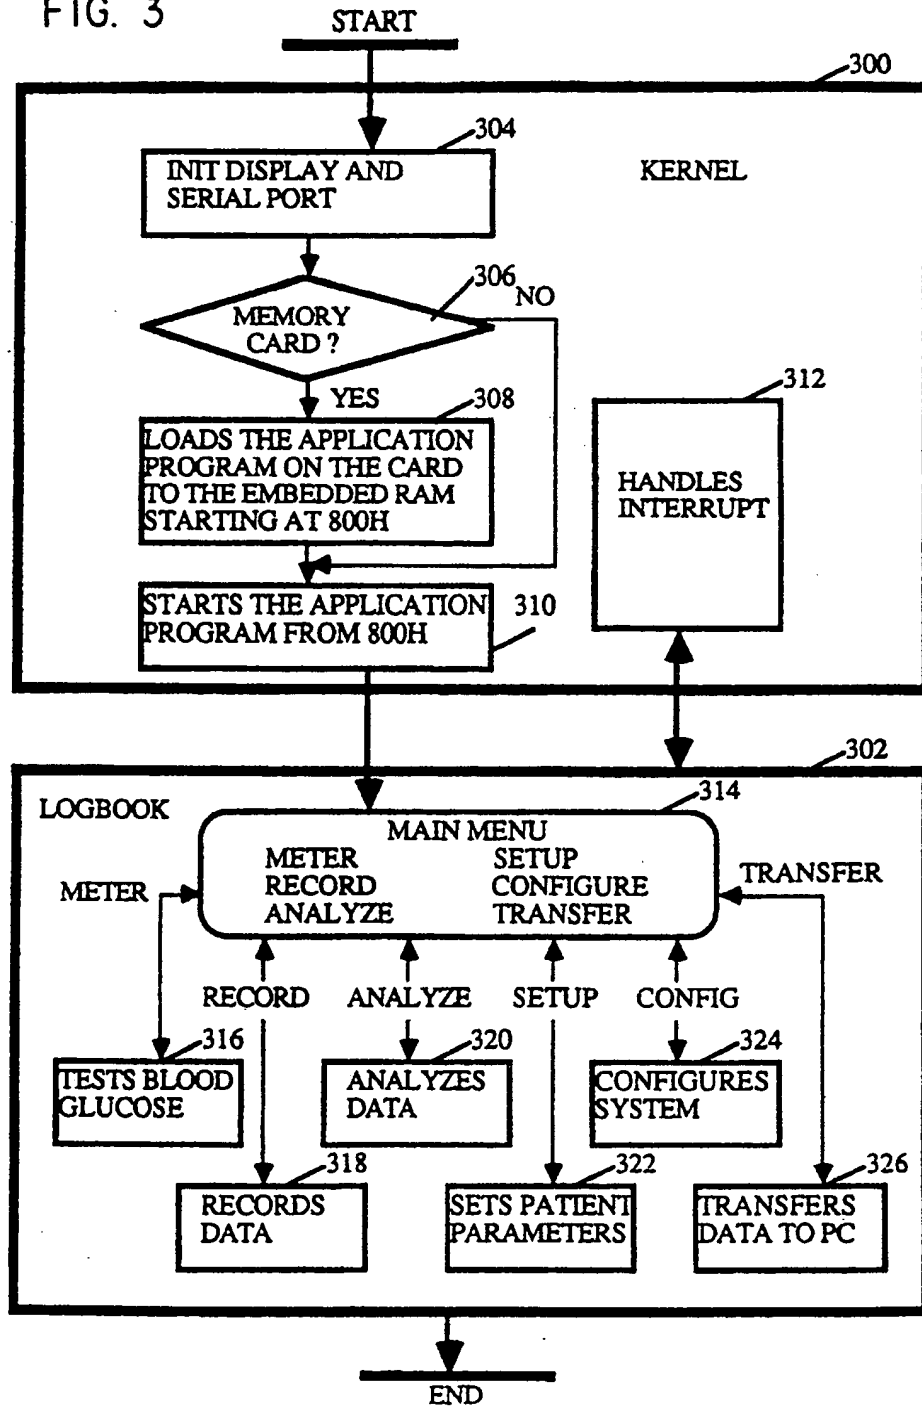 FIG. 3
START
300
304
INIT DISPLAY AND
SERIAL PORT
KERNEL
306
NO
MEMORY
CARD ?
YES
308
312
LOADS THE APPLICATION
PROGRAM ON THE CARD
TO THE EMBEDDED RAM
STARTING AT 800H
HANDLES
INTERRUPT
STARTS THE APPLICATION
PROGRAM FROM 800H
310
302
LOGBOOK
314
MAIN MENU
METER SETUP
RECORD CONFIGURE
ANALYZE TRANSFER
METER
TRANSFER
RECORD
ANALYZE
SETUP
CONFIG
316
320
324
TESTS BLOOD
GLUCOSE
ANALYZES
DATA
CONFIGURES
SYSTEM
318
322
326
RECORDS
DATA
SETS PATIENT
PARAMETERS
TRANSFERS
DATA TO PC
END